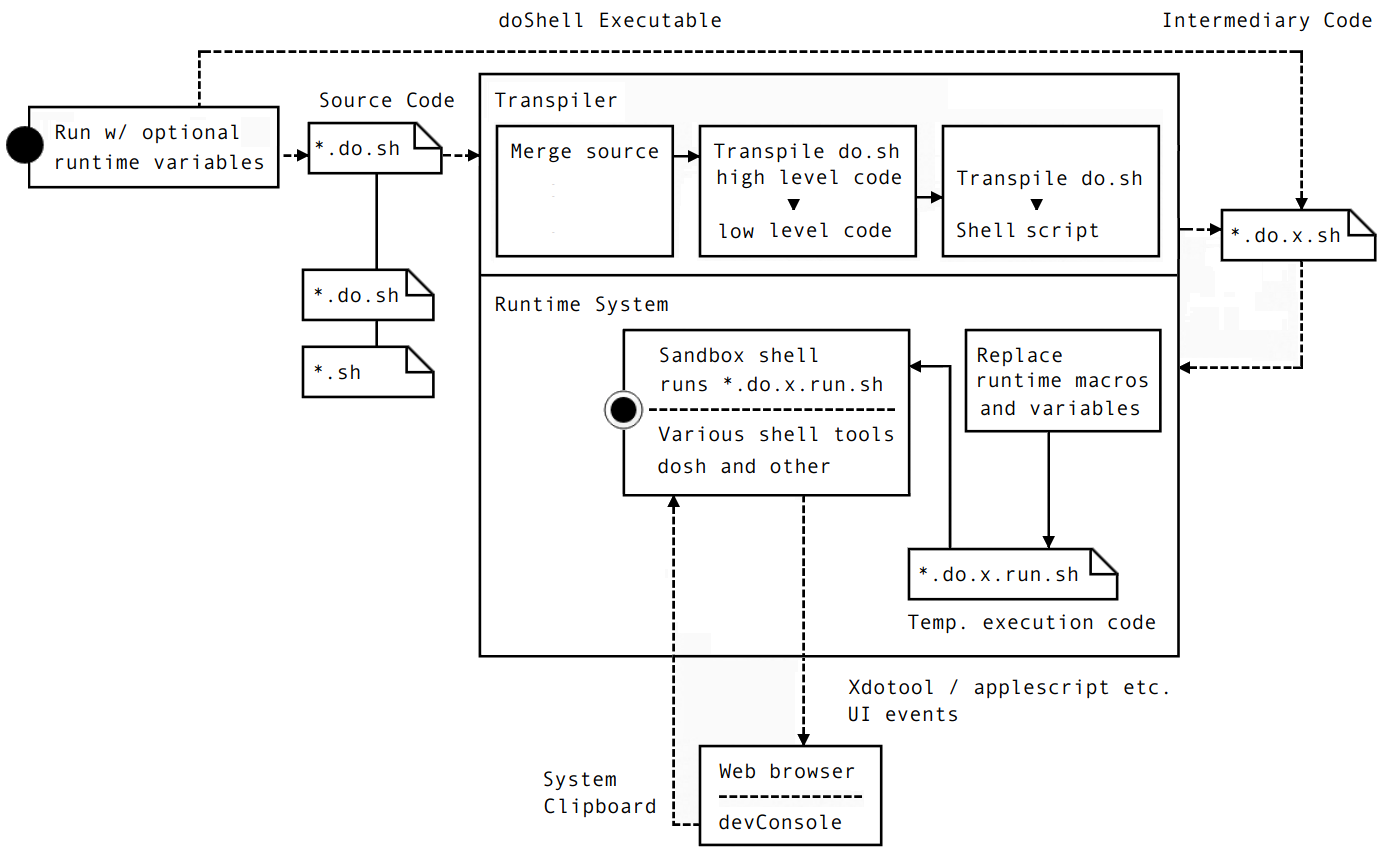 doShell Executable
Intermediary Code
Source Code
Transpiler
Run w/ optional
runtime variables
*.do.sh
Merge source
Transpile do.sh
high level code
low level code
Transpile do.sh
Shell script
*.do.x.sh
*.do.sh
*.sh
Runtime System
Sandbox shell
runs *.do.x.run.sh
Various shell tools
dosh and other
Replace
runtime macros
and variables
*.do.x.run.sh
Temp. execution code
Xdotool / applescript etc.
UI events
System
Clipboard
Web browser
devConsole